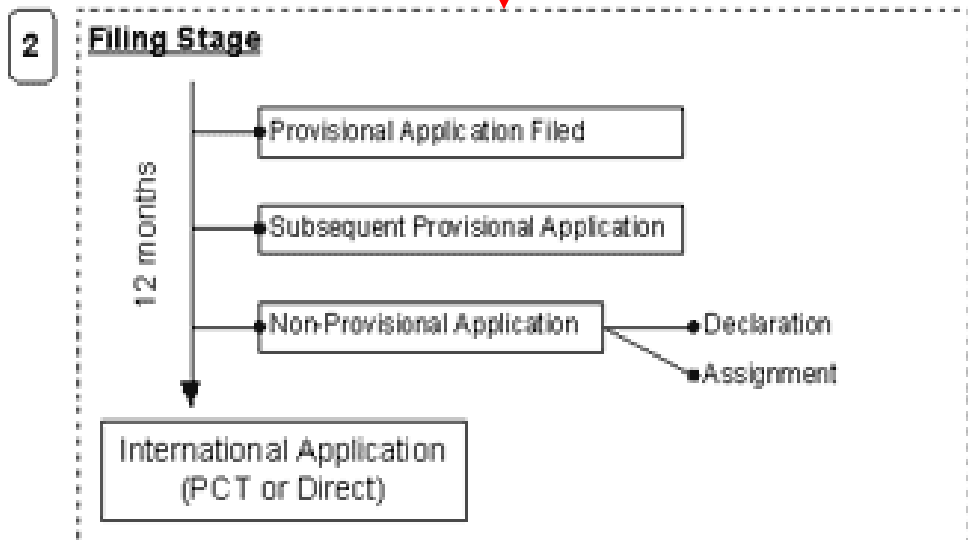 2
Filing Stage
12 months
Provisional Application Filed
Subsequent Provisional Application
Non-Provisional Application
Declaration
Assignment
International Application
(PCT or Direct)